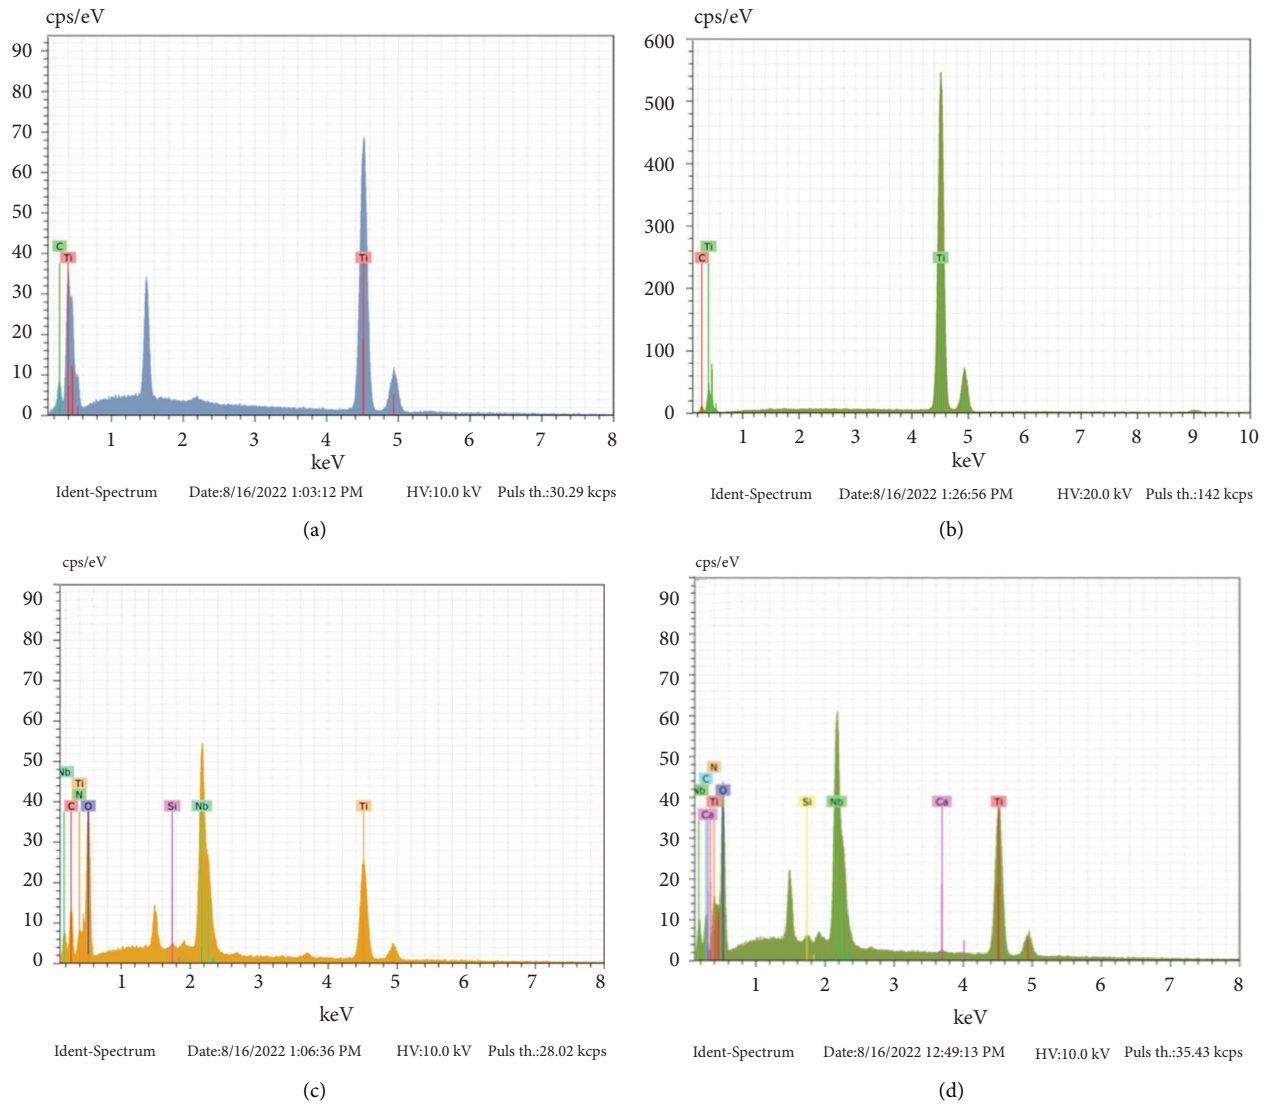 cps/eV
90
80
70
60
50
40
30
20
10
0
C
Ti
Ti
1 2 3 4 5 6 7 8
keV
Ident-Spectrum Date:8/16/2022 1:03:12 PM HV:10.0 kV Puls th.:30.29 kcps
(a)
cps/eV
600
500
400
300
200
100
0
Ti
C
Ti
1 2 3 4 5 6 7 8 9 10
keV
Ident-Spectrum Date:8/16/2022 1:26:56 PM HV:20.0 kV Puls th.:142 kcps
(b)
cps/eV
90
80
70
60
50
40
30
20
10
0
Nb
Ti
N
C O Si Nb Ti
1 2 3 4 5 6 7 8
keV
Ident-Spectrum Date:8/16/2022 1:06:36 PM HV:10.0 kV Puls th.:28.02 kcps
(c)
cps/eV
90
80
70
60
50
40
30
20
10
0
N
C
Nb O
Ti Si Nb Ca Ti
Ca
1 2 3 4 5 6 7 8
keV
Ident-Spectrum Date:8/16/2022 12:49:13 PM HV:10.0 kV Puls th.:35.43 kcps
(d)